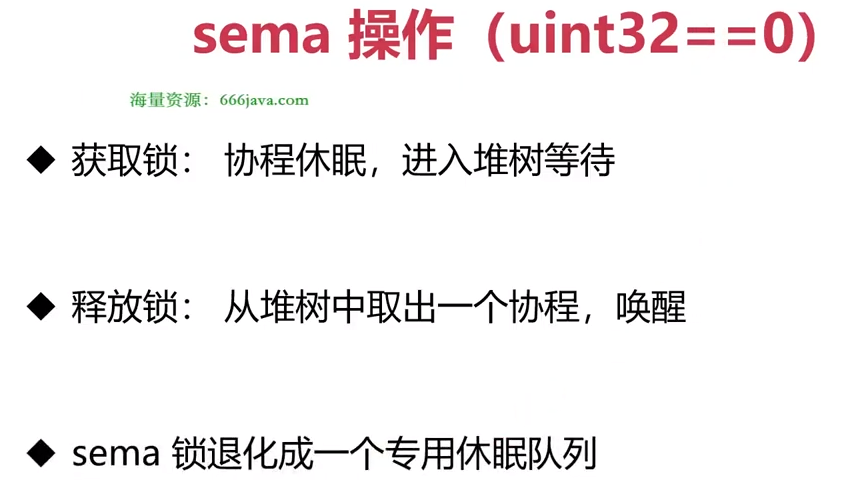 sema 操作（uint32==0）
海量资源：666java.com
◆ 获取锁： 协程休眠，进入堆树等待
◆ 释放锁： 从堆树中取出一个协程，唤醒
◆ sema 锁退化成一个专用休眠队列